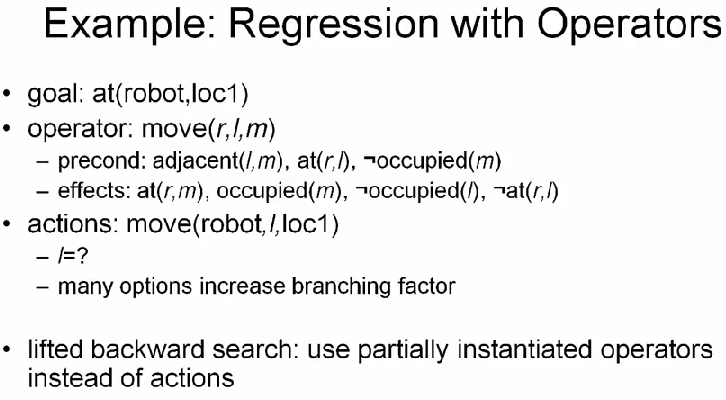 Example: Regression with Operators
• goal: at(robot,loc1)
• operator: move(r,l,m)
– precond: adjacent(l,m), at(r,l), ¬occupied(m)
– effects: at(r,m), occupied(m), ¬occupied(l), ¬at(r,l)
• actions: move(robot,l,loc1)
– l=?
– many options increase branching factor
• lifted backward search: use partially instantiated operators
instead of actions